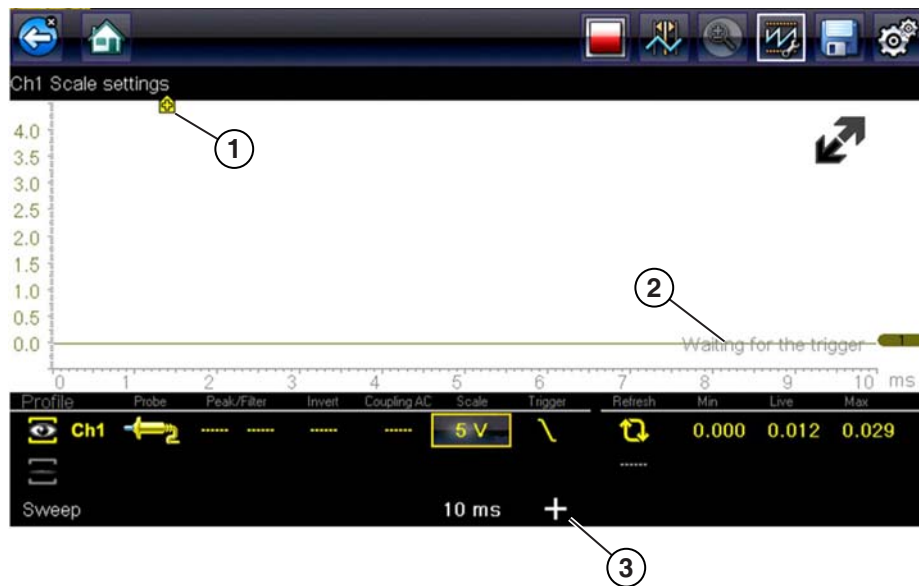 Ch1 Scale settings
1
4.0
3.5
3.0
2.5
2.0
1.5
1.0
0.5
0.0
2
Waiting for the trigger
1
0 1 2 3 4 5 6 7 8 9 10 ms
Profile Probe Peak/Filter Invert Coupling AC Scale Trigger Refresh Min Live Max
Ch1 ----- ----- ----- ----- 5 V 0.000 0.012 0.029
------
Sweep 10 ms +
3